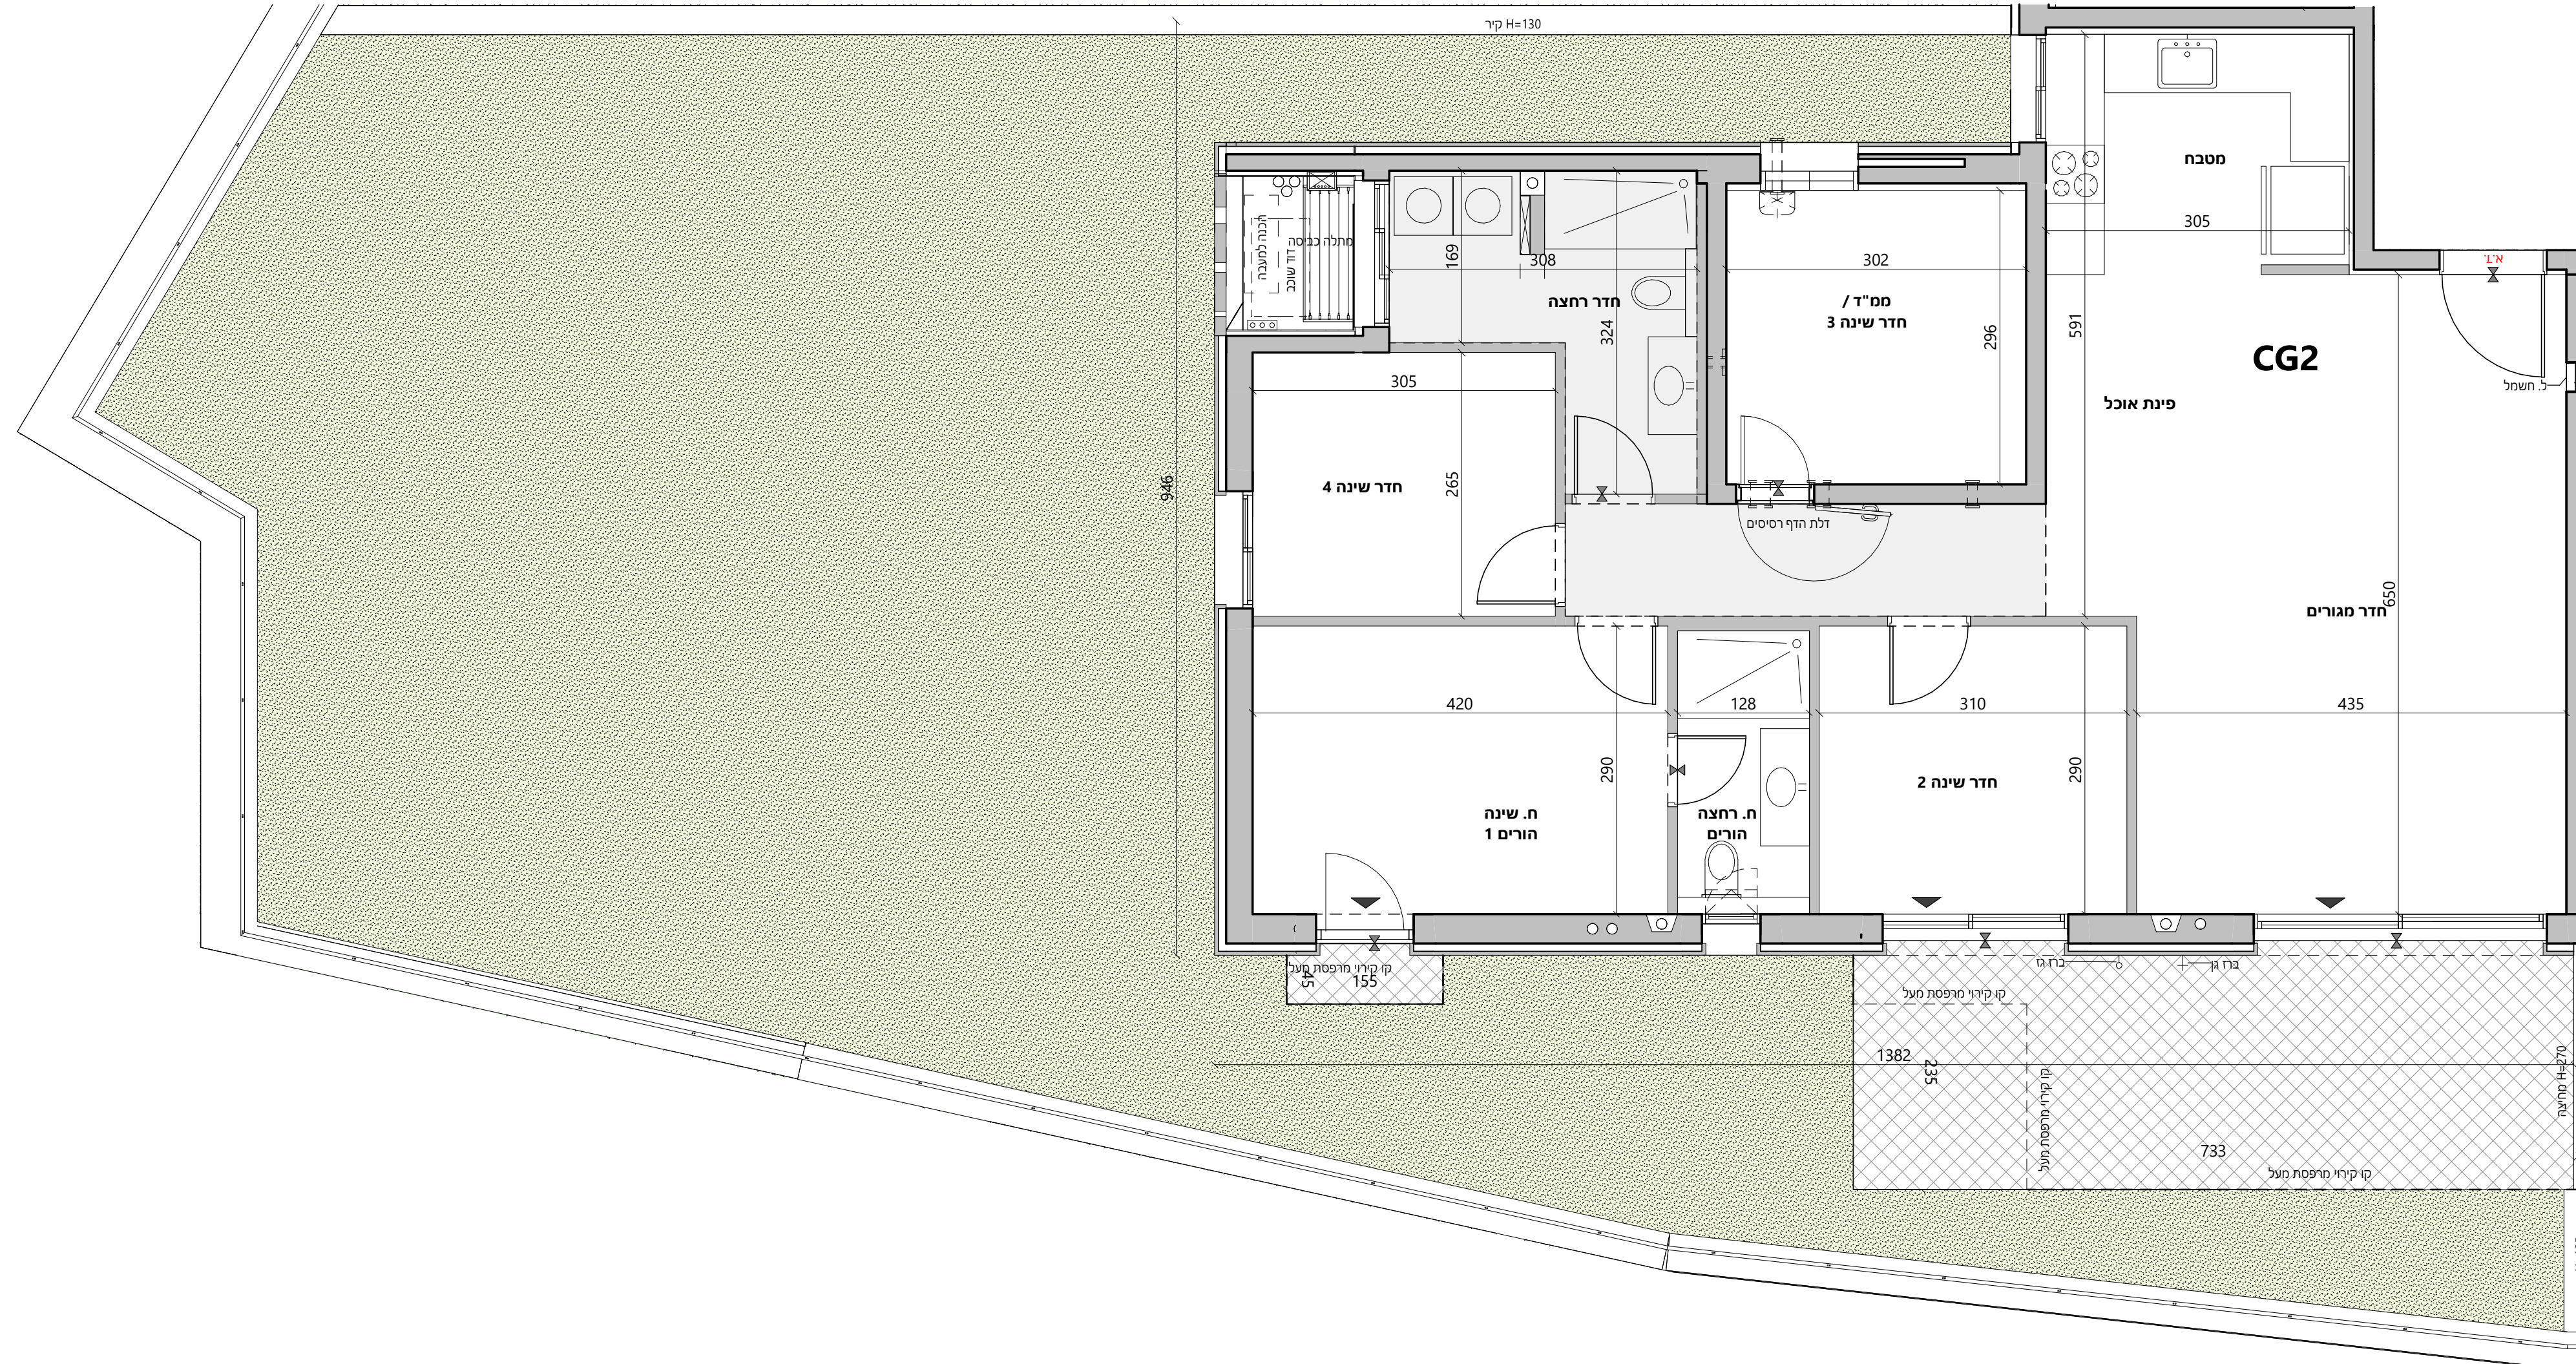 קיר H=130
מטבח
305
א.ד.
הכנה למעבה
דוד שוכב
מתלה כביסה
169
308
חדר רחצה
324
302
ממ"ד /
חדר שינה 3
296
591
CG2
ל. חשמל
פינת אוכל
305
חדר שינה 4
265
946
דלת הדף רסיסים
650
חדר מגורים
420
128
310
435
290
290
חדר שינה 2
ח. שינה
הורים 1
ח. רחצה
הורים
קו קירוי מרפסת מעל
45
155
ברז גז
ברז גן
קו קירוי מרפסת מעל
1382
235
קו קירוי מרפסת מעל
מחיצה H=270
733
קו קירוי מרפסת מעל